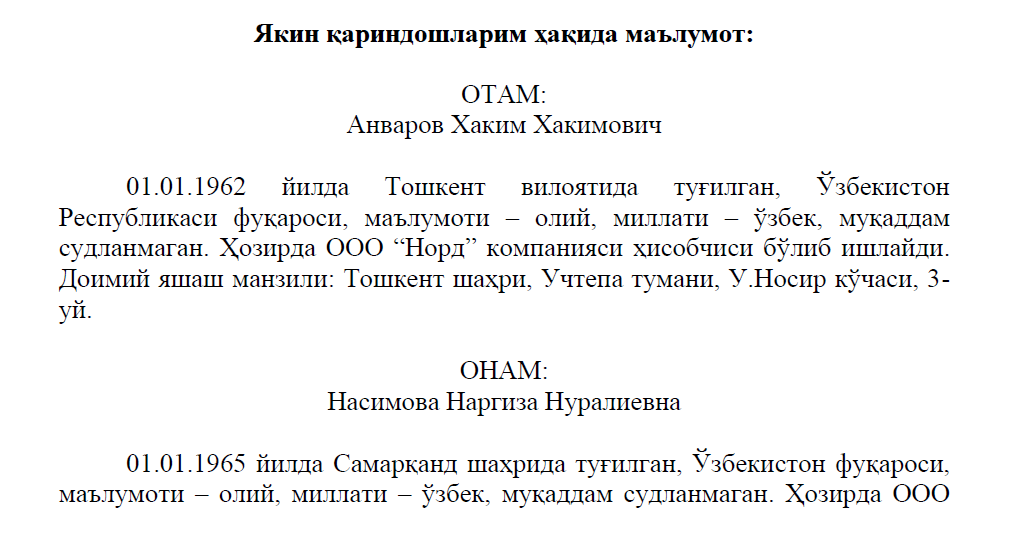 Якин қариндошларим ҳақида маълумот:
ОТАМ:
Анваров Хаким Хакимович
01.01.1962 йилда Тошкент вилоятида туғилган, Ўзбекистон
Республикаси фуқароси, маълумоти – олий, миллати – ўзбек, муқаддам
судланмаган. Ҳозирда ООО “Норд” компанияси ҳисобчиси бўлиб ишлайди.
Доимий яшаш манзили: Тошкент шаҳри, Учтепа тумани, У.Носир кўчаси, 3-
уй.
ОНАМ:
Насимова Наргиза Нуралиевна
01.01.1965 йилда Самарқанд шаҳрида туғилган, Ўзбекистон фуқароси,
маълумоти – олий, миллати – ўзбек, муқаддам судланмаган. Ҳозирда ООО